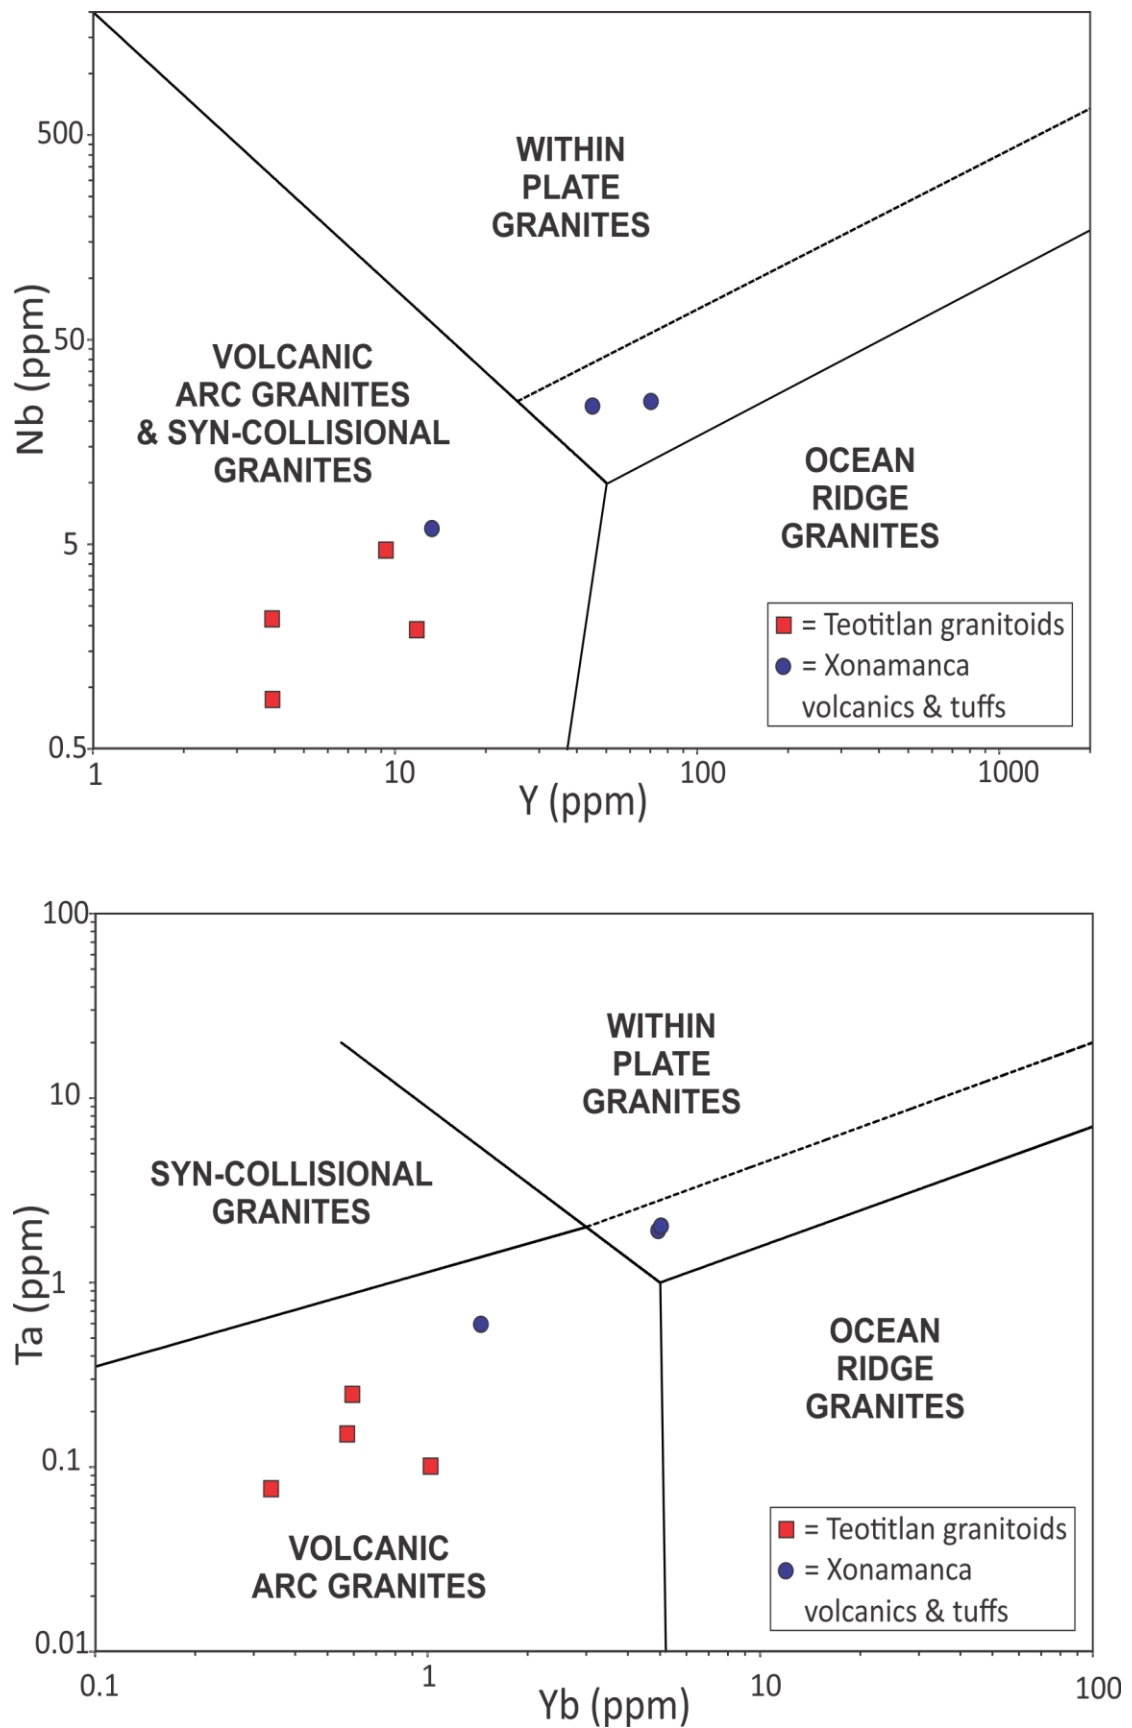 WITHIN
PLATE
GRANITES
VOLCANIC
ARC GRANITES
& SYN-COLLISIONAL
GRANITES
OCEAN
RIDGE
GRANITES
= Teotitlan granitoids
= Xonamanca
volcanics & tuffs
Nb (ppm)
500
50
5
0.5
1
10
100
1000
Y (ppm)
WITHIN
PLATE
GRANITES
SYN-COLLISIONAL
GRANITES
OCEAN
RIDGE
GRANITES
VOLCANIC
ARC GRANITES
= Teotitlan granitoids
= Xonamanca
volcanics & tuffs
Ta (ppm)
100
10
1
0.1
0.01
0.1
1
10
100
Yb (ppm)